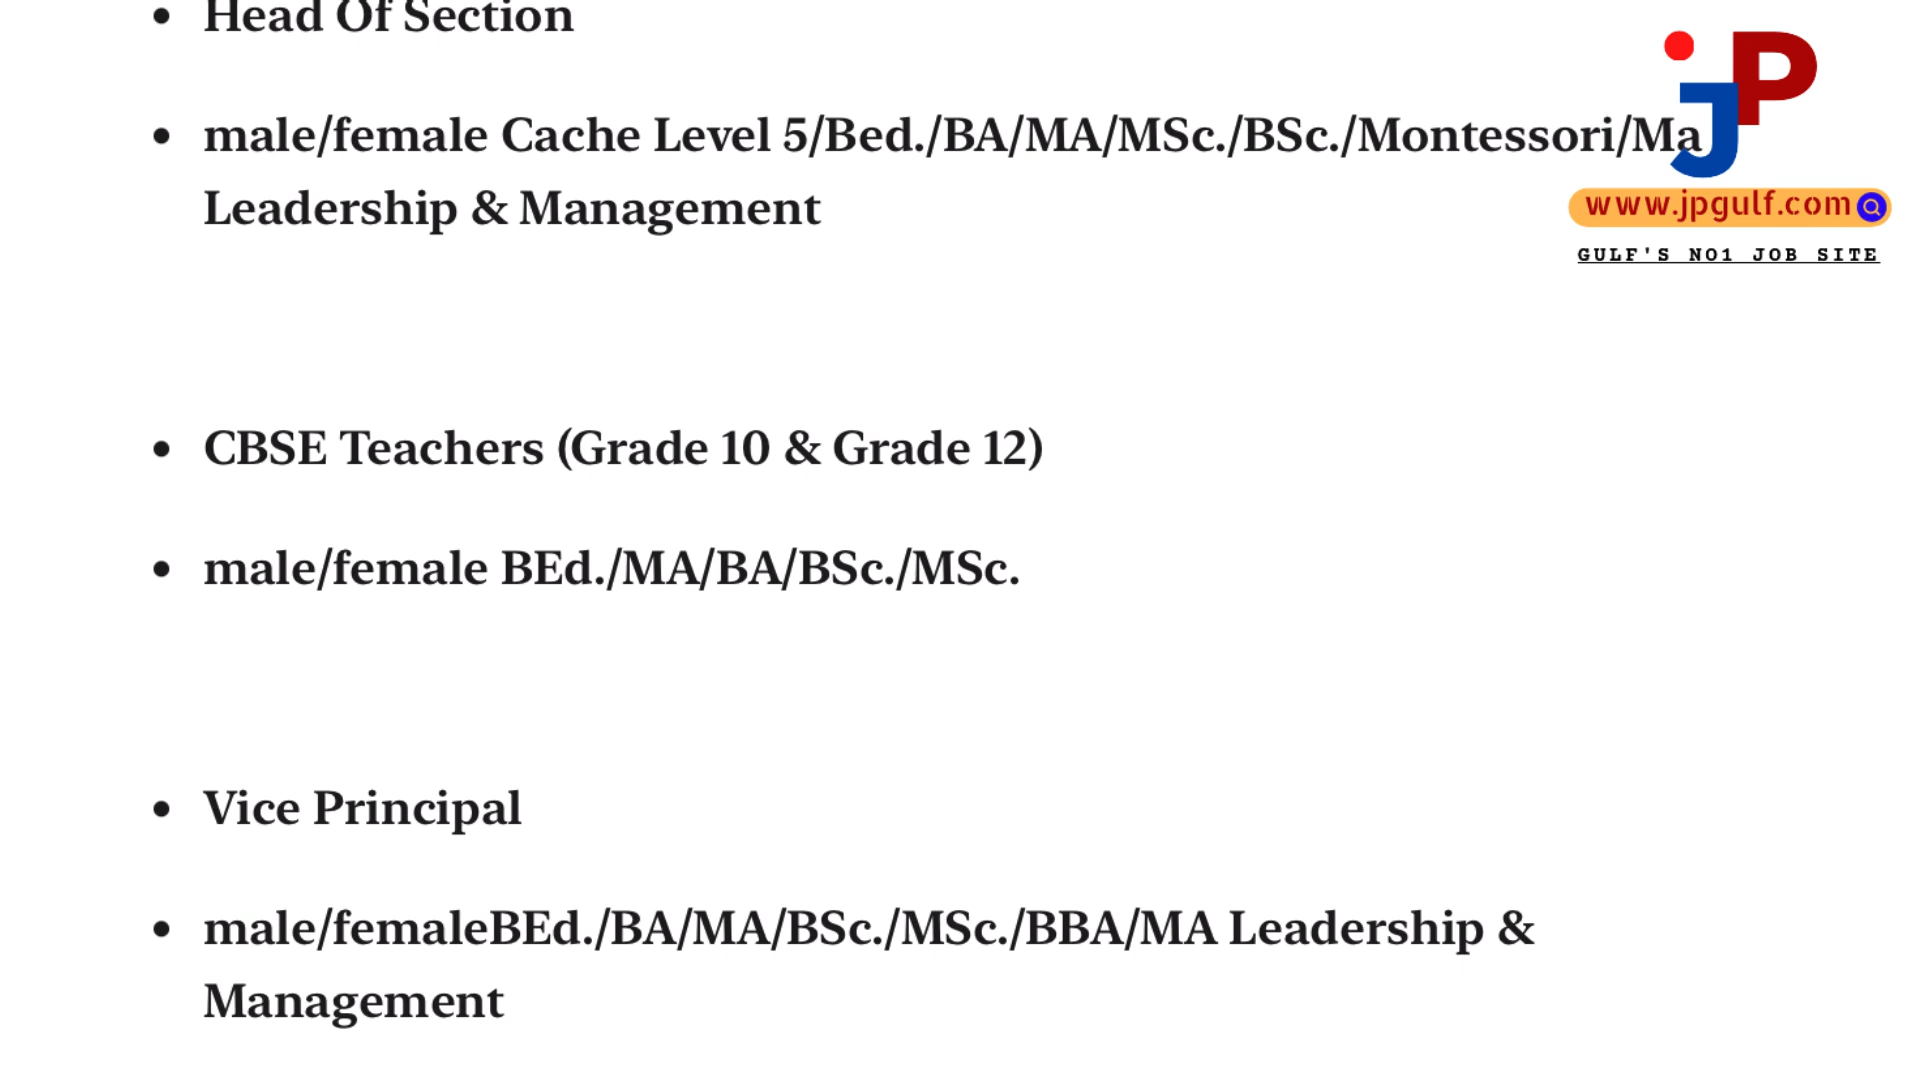 Head Of Section
male/female Cache Level 5/Bed./BA/MA/MSc./BSc./Montessori/Ma
Leadership & Management
JP
www.jpgulf.com
GULF'S NO1 JOB SITE
CBSE Teachers (Grade 10 & Grade 12)
male/female BEd./MA/BA/BSc./MSc.
Vice Principal
male/femaleBEd./BA/MA/BSc./MSc./BBA/MA Leadership &
Management